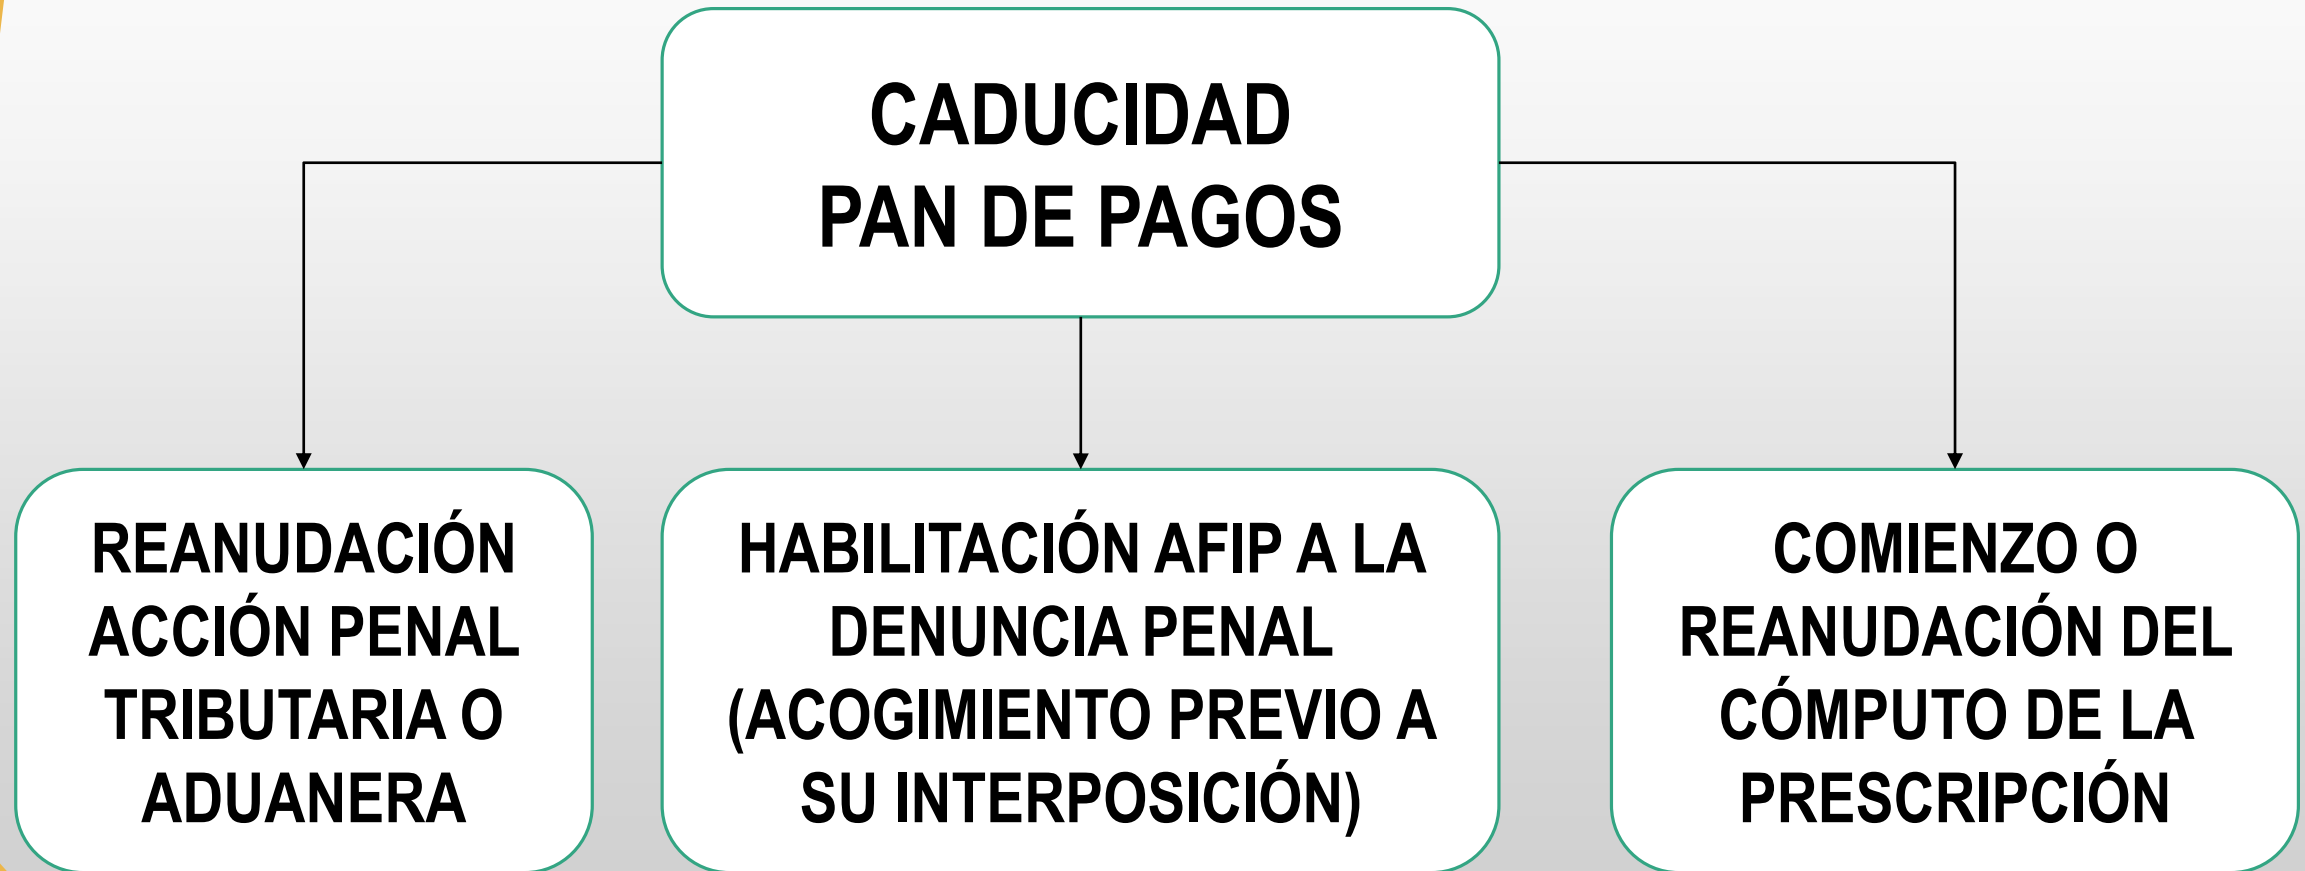 CADUCIDAD
PAN DE PAGOS
REANUDACIÓN
ACCIÓN PENAL
TRIBUTARIA O
ADUANERA
HABILITACIÓN AFIP A LA
DENUNCIA PENAL
(ACOGIMIENTO PREVIO A
SU INTERPOSICIÓN)
COMIENZO O
REANUDACIÓN DEL
CÓMPUTO DE LA
PRESCRIPCIÓN